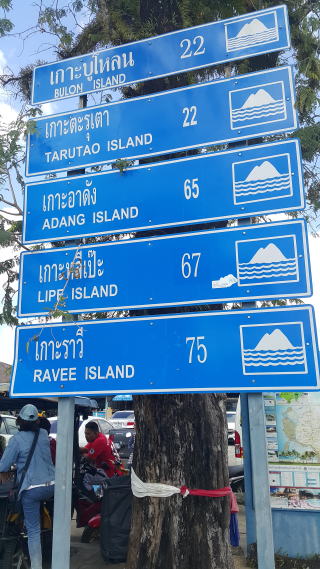 เกาะบูโหลน 22
BULON ISLAND
เกาะตะรุเตา 22
TARUTAO ISLAND
เกาะอาดัง 65
ADANG ISLAND
เกาะหลีเป๊ะ 67
LIPE ISLAND
เกาะราวี 75
RAVEE ISLAND